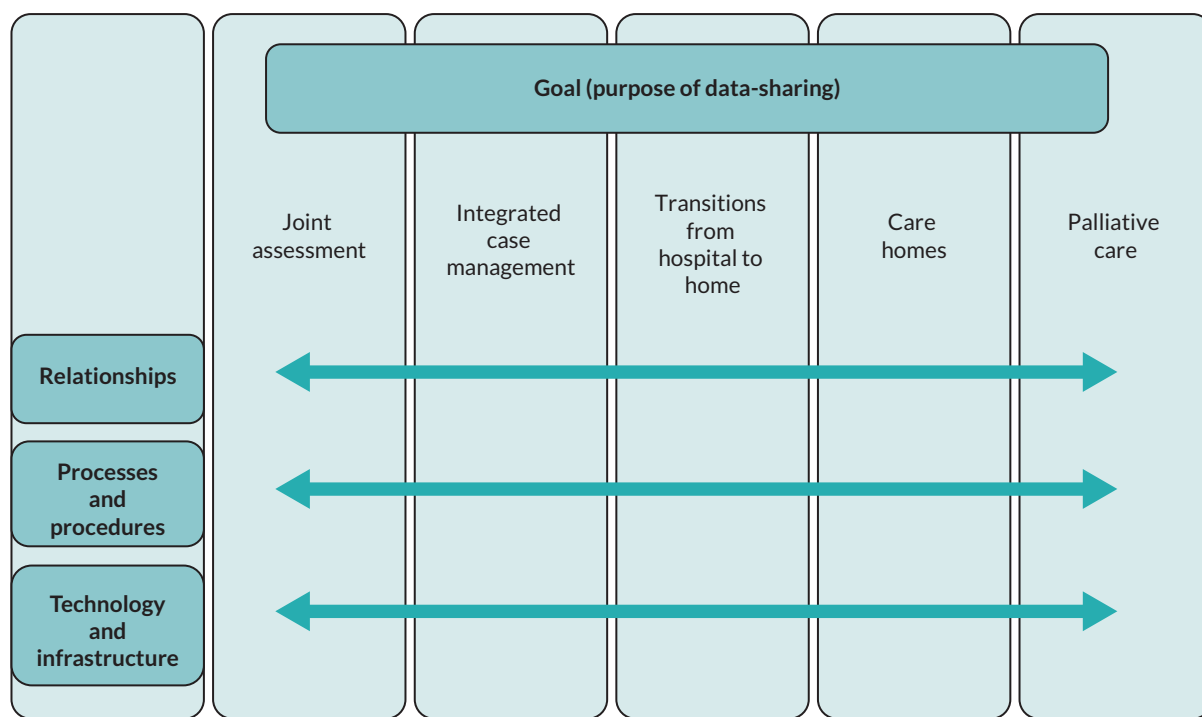 Goal (purpose of data-sharing)
Joint
assessment
Integrated
case
management
Transitions
from
hospital to
home
Care
homes
Palliative
care
Relationships
Processes
and
procedures
Technology
and
infrastructure